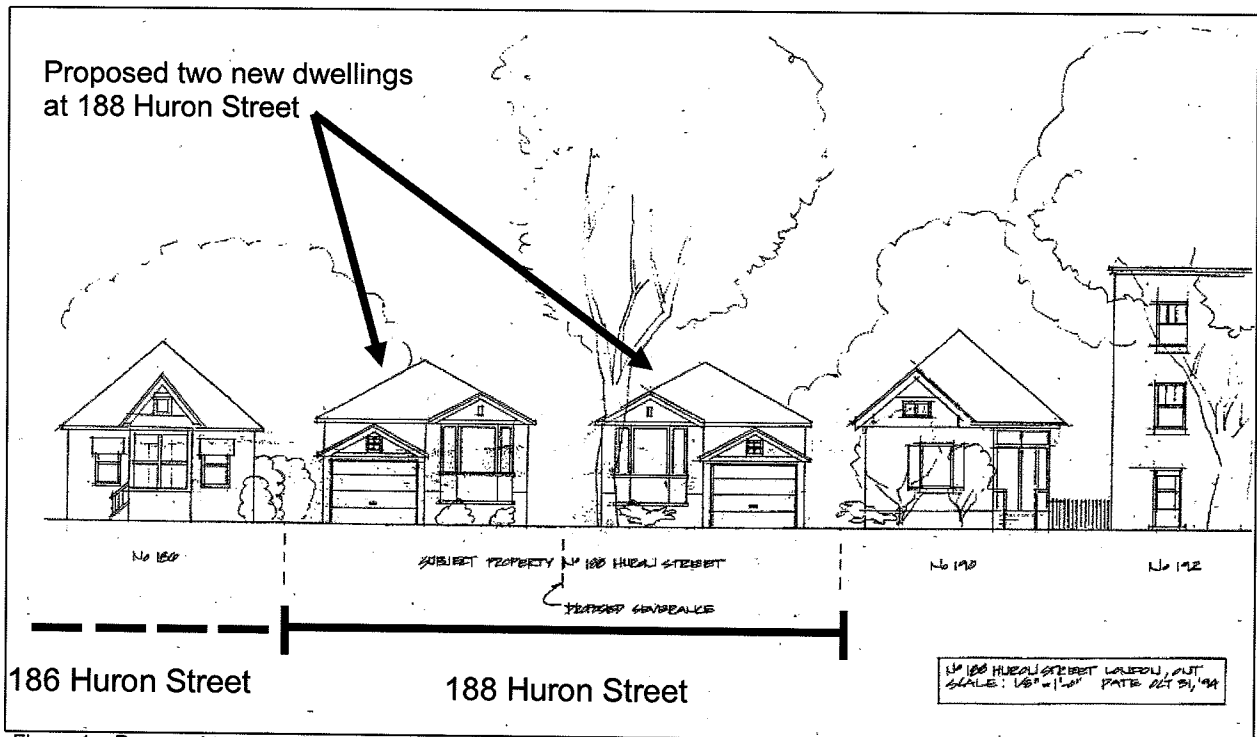 Proposed two new dwellings
at 188 Huron Street
No 186
SUBJECT PROPERTY No 188 HURON STREET
No 190
No 192
PROPOSED SEVERANCE
186 Huron Street
188 Huron Street
No 188 HURON STREET LONDON, ONT
SCALE: 1/8" = 1'-0" DATE OCT 31, '94